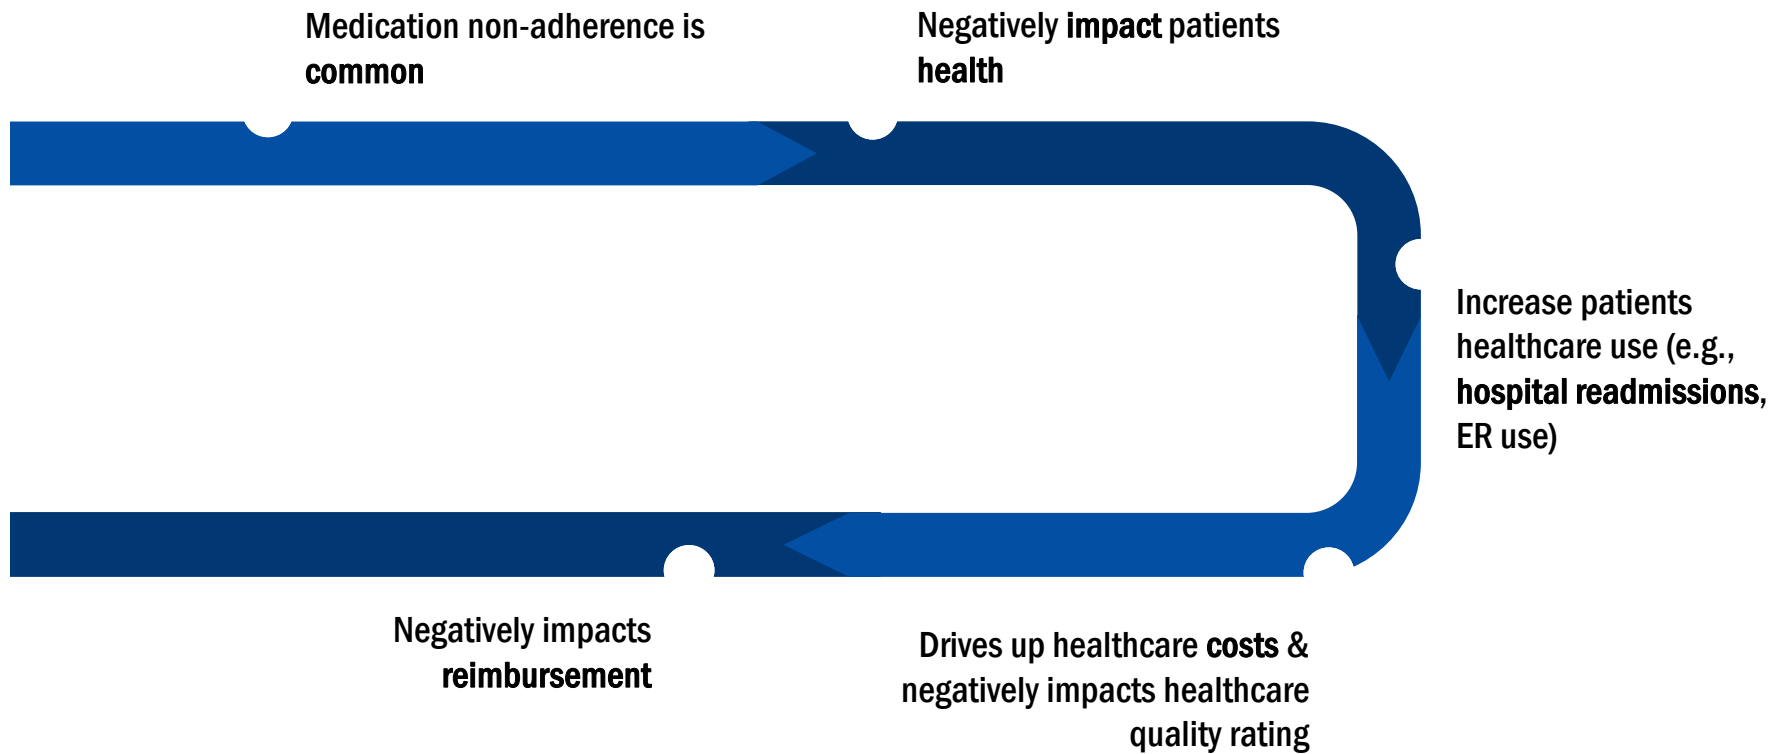 Medication non-adherence is
common
Negatively impact patients
health
Increase patients
healthcare use (e.g.,
hospital readmissions,
ER use)
Drives up healthcare costs &
negatively impacts healthcare
quality rating
Negatively impacts
reimbursement